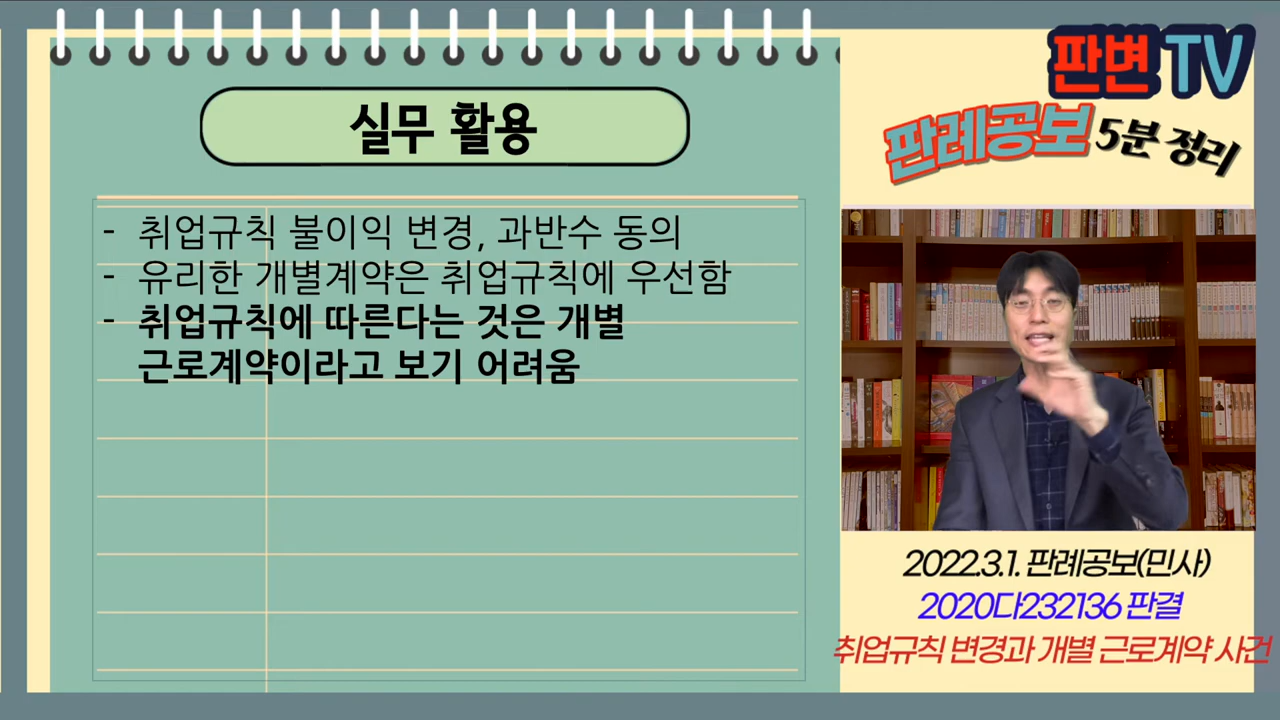 실무 활용
- 취업규칙 불이익 변경, 과반수 동의
- 유리한 개별계약은 취업규칙에 우선함
- 취업규칙에 따른다는 것은 개별
근로계약이라고 보기 어려움
판변 TV
판례공보 5분 정리
2022.3.1. 판례공보(민사)
2020다232136 판결
취업규칙 변경과 개별 근로계약 사건